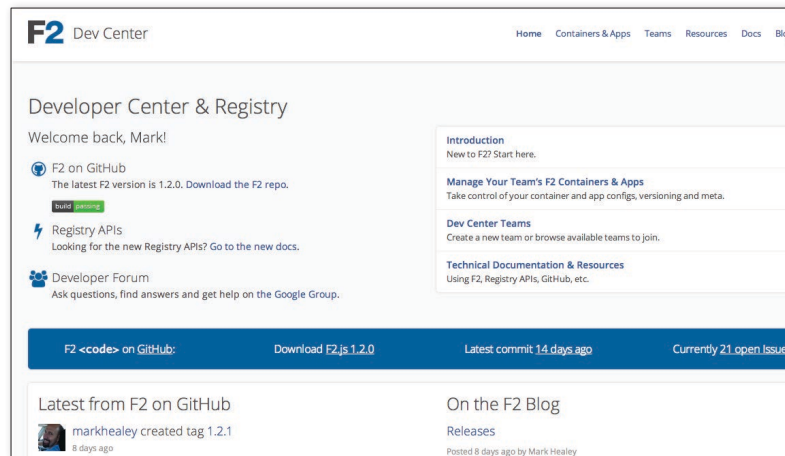 F2 Dev Center
Home Containers & Apps Teams Resources Docs
Developer Center & Registry
Welcome back, Mark!
F2 on GitHub
The latest F2 version is 1.2.0. Download the F2 repo.
build passing
Registry APIs
Looking for the new Registry APIs? Go to the new docs.
Developer Forum
Ask questions, find answers and get help on the Google Group.
Introduction
New to F2? Start here.
Manage Your Team's F2 Containers & Apps
Take control of your container and app configs, versioning and meta.
Dev Center Teams
Create a new team or browse available teams to join.
Technical Documentation & Resources
Using F2, Registry APIs, GitHub, etc.
F2 <code> on GitHub: Download F2.js 1.2.0 Latest commit 14 days ago Currently 21 open Issue
Latest from F2 on GitHub
markhealey created tag 1.2.1
8 days ago
On the F2 Blog
Releases
Posted 8 days ago by Mark Healey